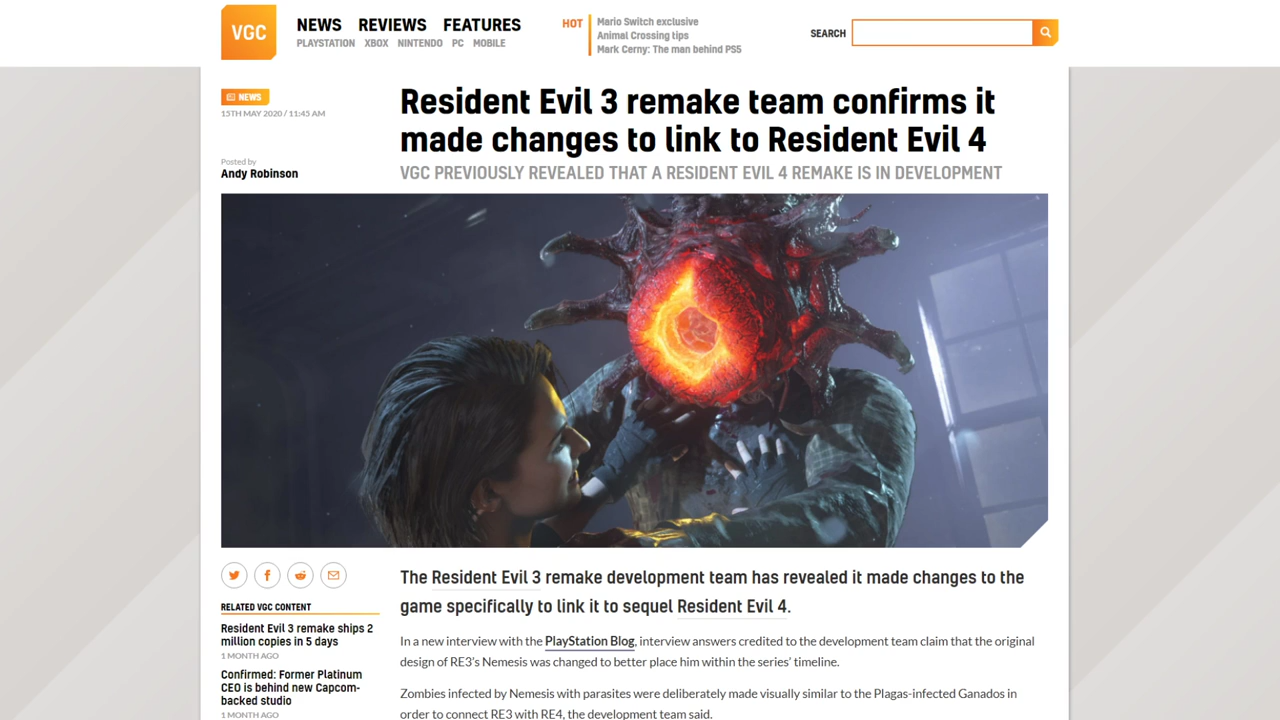 VGC
NEWS REVIEWS FEATURES
PLAYSTATION XBOX NINTENDO PC MOBILE
HOT
Mario Switch exclusive
Animal Crossing tips
Mark Cerny: The man behind PS5
SEARCH
NEWS
15TH MAY 2020 / 11:45 AM
Posted by
Andy Robinson
Resident Evil 3 remake team confirms it
made changes to link to Resident Evil 4
VGC PREVIOUSLY REVEALED THAT A RESIDENT EVIL 4 REMAKE IS IN DEVELOPMENT
RELATED VGC CONTENT
Resident Evil 3 remake ships 2
million copies in 5 days
1 MONTH AGO
Confirmed: Former Platinum
CEO is behind new Capcom-
backed studio
1 MONTH AGO
The Resident Evil 3 remake development team has revealed it made changes to the
game specifically to link it to sequel Resident Evil 4.
In a new interview with the PlayStation Blog, interview answers credited to the development team claim that the original
design of RE3's Nemesis was changed to better place him within the series' timeline.
Zombies infected by Nemesis with parasites were deliberately made visually similar to the Plagas-infected Ganados in
order to connect RE3 with RE4, the development team said.